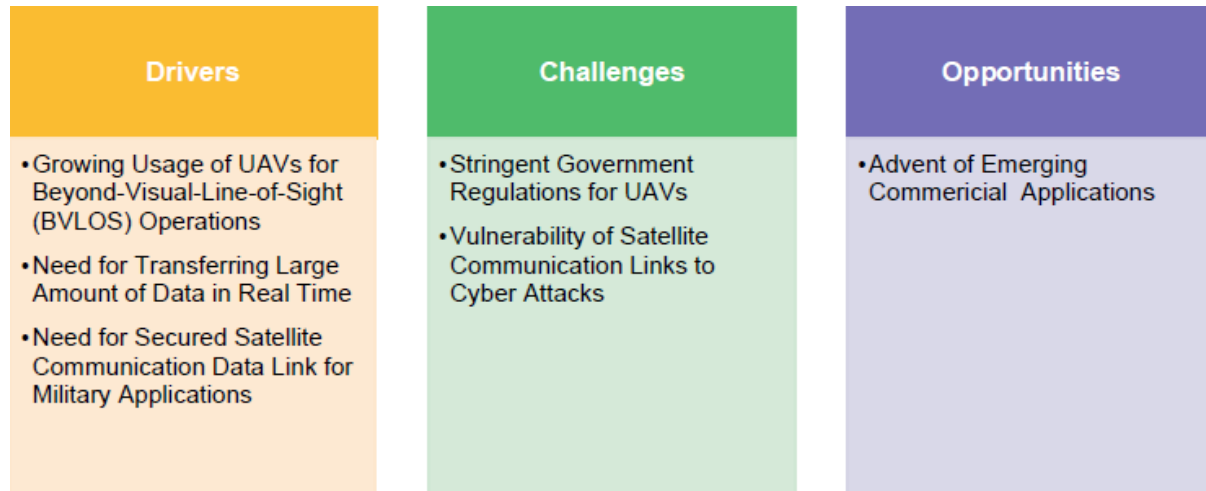 Drivers
•Growing Usage of UAVs for
Beyond-Visual-Line-of-Sight
(BVLOS) Operations
•Need for Transferring Large
Amount of Data in Real Time
•Need for Secured Satellite
Communication Data Link for
Military Applications
Challenges
•Stringent Government
Regulations for UAVs
•Vulnerability of Satellite
Communication Links to
Cyber Attacks
Opportunities
•Advent of Emerging
Commericial  Applications